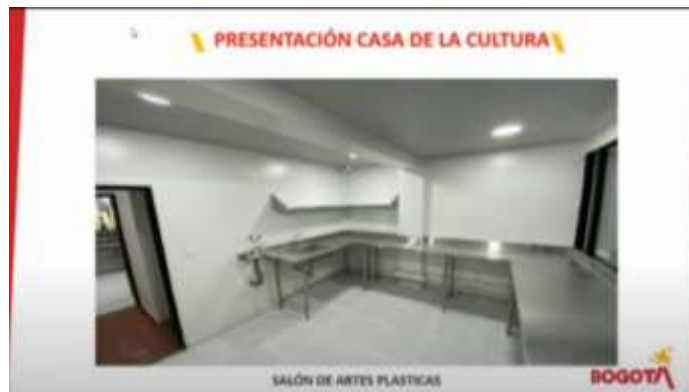 PRESENTACIÓN CASA DE LA CULTURA
SALÓN DE ARTES PLASTICAS
BOGOTÁ